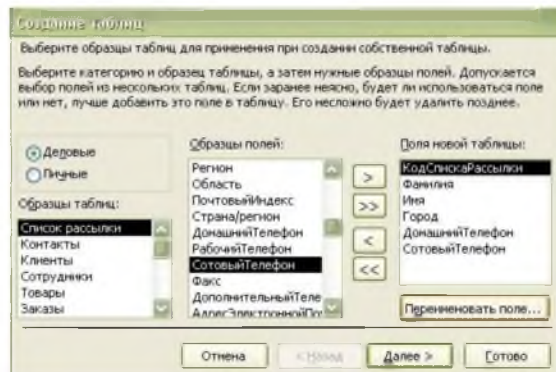 Создание таблиц
Выберите образцы таблиц для применения при создании собственной таблицы.
Выберите категорию и образец таблицы, а затем нужные образцы полей. Допускается
выбор полей из нескольких таблиц. Если заранее неясно, будет ли использоваться поле
или нет, лучше добавить это поле в таблицу. Его несложно будет удалить позднее.
Деловые
Личные
Образцы таблиц:
Список рассылки
Контакты
Клиенты
Сотрудники
Товары
Заказы
Образцы полей:
Регион
Область
ПочтовыйИндекс
Страна/регион
ДомашнийТелефон
РабочийТелефон
СотовыйТелефон
Факс
ДополнительныйТеле
АдресЭлектроннойПоч
>
>>
<
<<
Поля новой таблицы:
КодСпискаРассылки
Фамилия
Имя
Город
ДомашнийТелефон
СотовыйТелефон
Переименовать поле...
Отмена
< Назад
Далее >
Готово